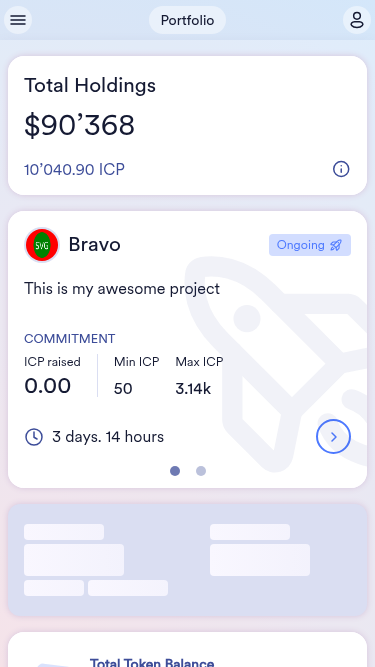 Portfolio
Total Holdings
$90’368
10’040.90 ICP
SVG
Bravo
Ongoing
This is my awesome project
COMMITMENT
ICP raised
0.00
Min ICP
50
Max ICP
3.14k
3 days. 14 hours
Total Token Balance